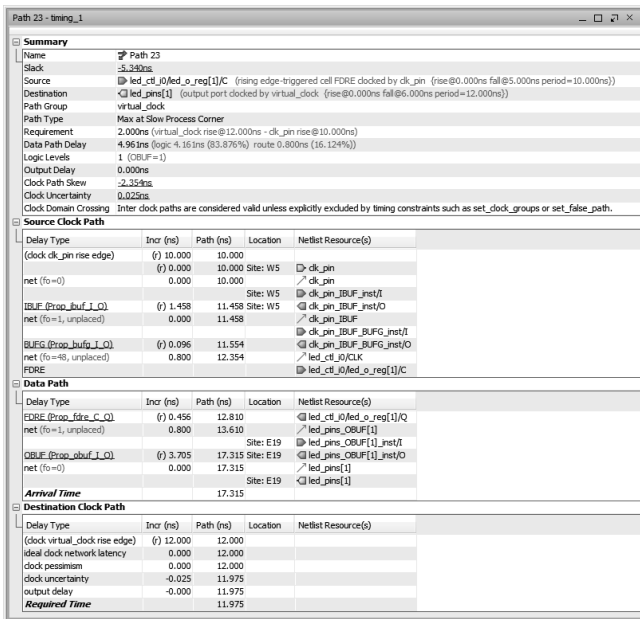 Path 23 - timing_1
Summary
Name Path 23
Slack -5.340ns
Source led_ctl_i0/led_o_reg[1]/C (rising edge-triggered cell FDRE clocked by clk_pin {rise@0.000ns fall@5.000ns period=10.000ns})
Destination led_pins[1] (output port clocked by virtual_clock {rise@0.000ns fall@6.000ns period=12.000ns})
Path Group virtual_clock
Path Type Max at Slow Process Corner
Requirement 2.000ns (virtual_clock rise@12.000ns - clk_pin rise@10.000ns)
Data Path Delay 4.961ns (logic 4.161ns (83.876%) route 0.800ns (16.124%))
Logic Levels 1 (OBUF=1)
Output Delay 0.000ns
Clock Path Skew -2.354ns
Clock Uncertainty 0.025ns
Clock Domain Crossing Inter clock paths are considered valid unless explicitly excluded by timing constraints such as set_clock_groups or set_false_path.
Source Clock Path
Delay Type Incr (ns) Path (ns) Location Netlist Resource(s)
(clock clk_pin rise edge) (r) 10.000 10.000
(r) 0.000 10.000 Site: W5 clk_pin
net (fo=0) 0.000 10.000 clk_pin
Site: W5 clk_pin_IBUF_inst/I
IBUF (Prop_ibuf_I_O) (r) 1.458 11.458 Site: W5 clk_pin_IBUF_inst/O
net (fo=1, unplaced) 0.000 11.458 clk_pin_IBUF
clk_pin_IBUF_BUFG_inst/I
BUFG (Prop_bufg_I_O) (r) 0.096 11.554 clk_pin_IBUF_BUFG_inst/O
net (fo=48, unplaced) 0.800 12.354 led_ctl_i0/CLK
FDRE led_ctl_i0/led_o_reg[1]/C
Data Path
Delay Type Incr (ns) Path (ns) Location Netlist Resource(s)
FDRE (Prop_fdre_C_Q) (r) 0.456 12.810 led_ctl_i0/led_o_reg[1]/Q
net (fo=1, unplaced) 0.800 13.610 led_pins_OBUF[1]
Site: E19 led_pins_OBUF[1]_inst/I
OBUF (Prop_obuf_I_O) (r) 3.705 17.315 Site: E19 led_pins_OBUF[1]_inst/O
net (fo=0) 0.000 17.315 led_pins[1]
Site: E19 led_pins[1]
Arrival Time 17.315
Destination Clock Path
Delay Type Incr (ns) Path (ns) Location Netlist Resource(s)
(clock virtual_clock rise edge) (r) 12.000 12.000
ideal clock network latency 0.000 12.000
clock pessimism 0.000 12.000
clock uncertainty -0.025 11.975
output delay -0.000 11.975
Required Time 11.975